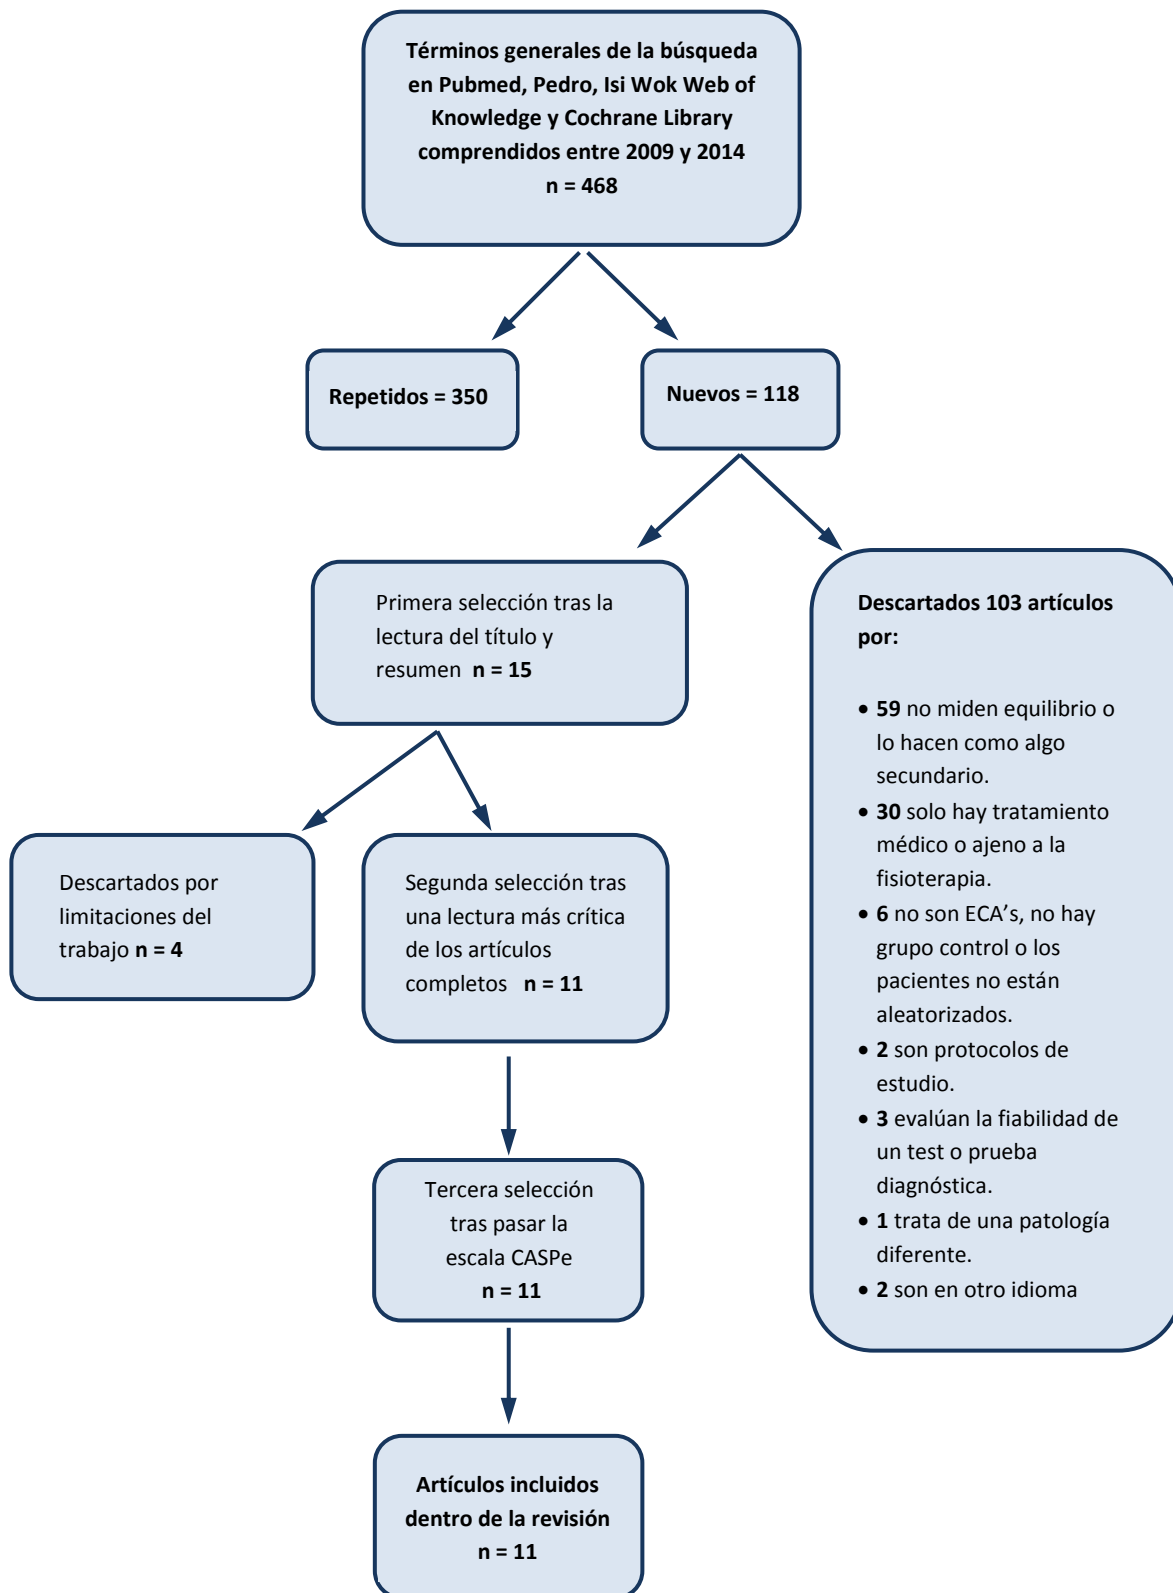 Términos generales de la búsqueda
en Pubmed, Pedro, Isi Wok Web of
Knowledge y Cochrane Library
comprendidos entre 2009 y 2014
n = 468
Repetidos = 350
Nuevos = 118
Primera selección tras la
lectura del título y
resumen n = 15
Descartados 103 artículos
por:
• 59 no miden equilibrio o
lo hacen como algo
secundario.
• 30 solo hay tratamiento
médico o ajeno a la
fisioterapia.
• 6 no son ECA’s, no hay
grupo control o los
pacientes no están
aleatorizados.
• 2 son protocolos de
estudio.
• 3 evalúan la fiabilidad de
un test o prueba
diagnóstica.
• 1 trata de una patología
diferente.
• 2 son en otro idioma
Descartados por
limitaciones del
trabajo n = 4
Segunda selección tras
una lectura más crítica
de los artículos
completos n = 11
Tercera selección
tras pasar la
escala CASPe
n = 11
Artículos incluidos
dentro de la revisión
n = 11